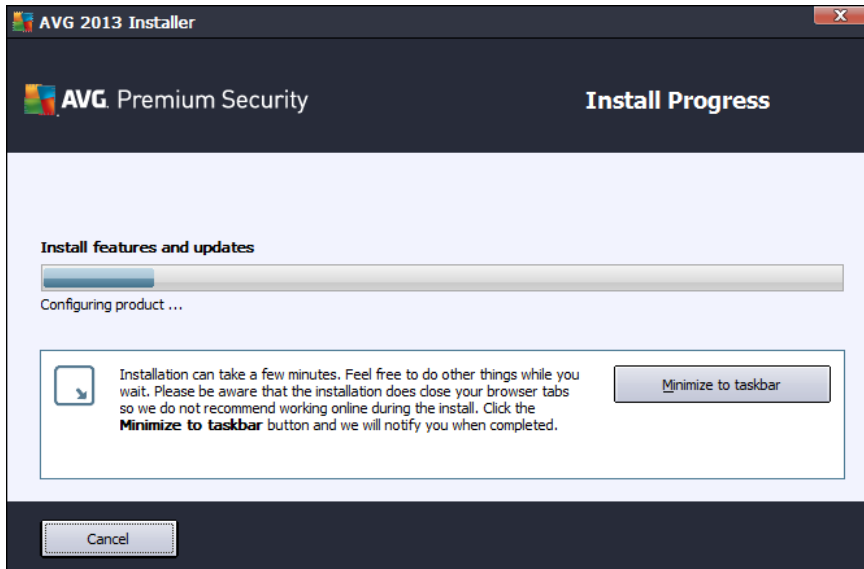 AVG 2013 Installer
AVG. Premium Security
Install Progress
Install features and updates
Configuring product ...
Installation can take a few minutes. Feel free to do other things while you
wait. Please be aware that the installation does close your browser tabs
so we do not recommend working online during the install. Click the
Minimize to taskbar button and we will notify you when completed.
Minimize to taskbar
Cancel